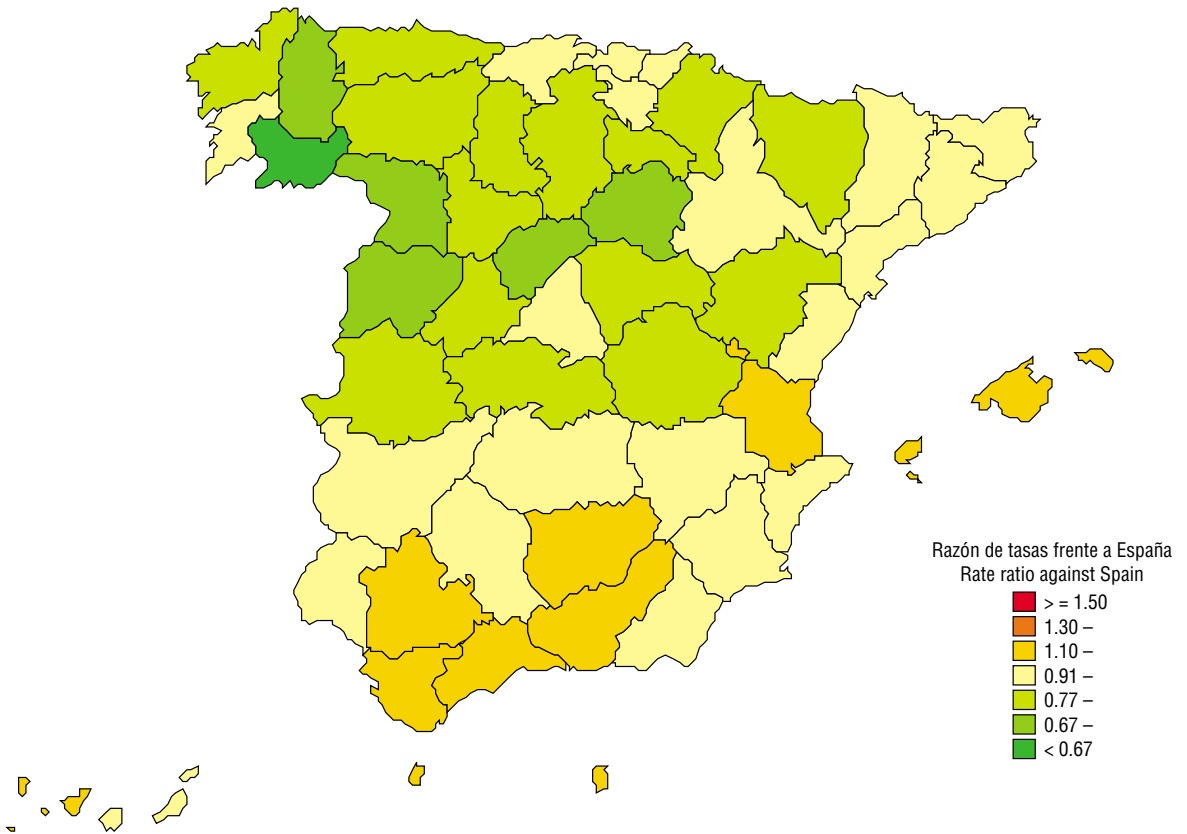 Razón de tasas frente a España
Rate ratio against Spain
> = 1.50
1.30 –
1.10 –
0.91 –
0.77 –
0.67 –
< 0.67